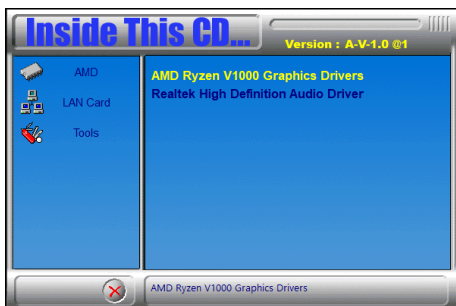 Inside This CD...
Version : A-V-1.0 @1
AMD
LAN Card
Tools
AMD Ryzen V1000 Graphics Drivers
Realtek High Definition Audio Driver
AMD Ryzen V1000 Graphics Drivers